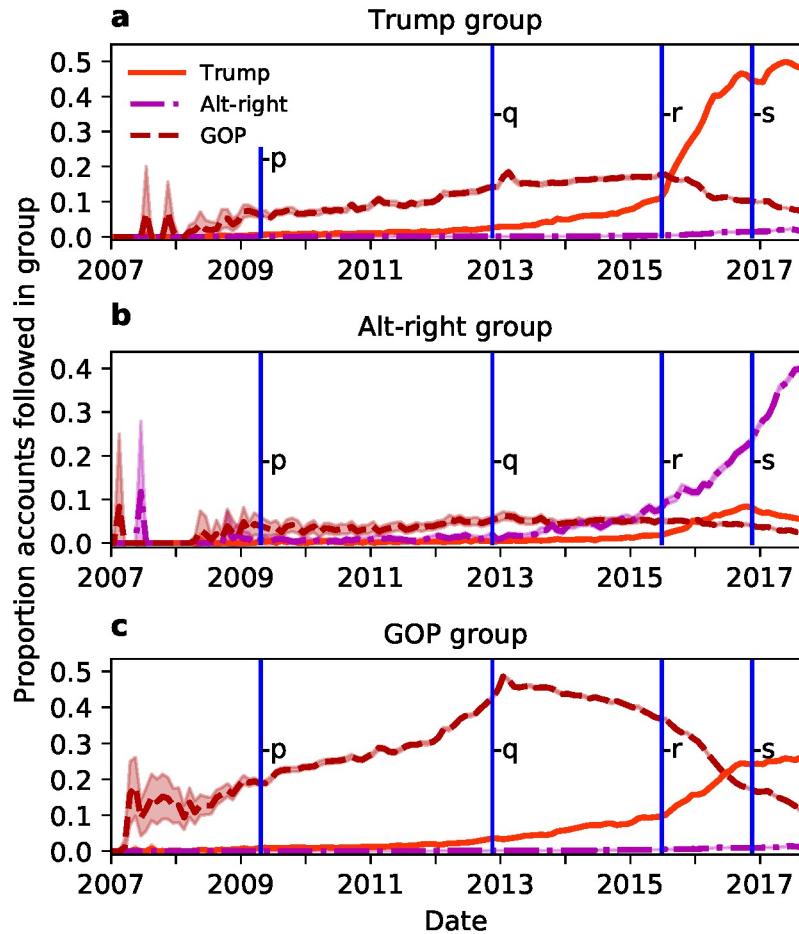 a
Trump group
0.5
0.4
0.3
0.2
0.1
0.0
Trump
Alt-right
GOP
-p
-q
-r
-s
2007 2009 2011 2013 2015 2017
b
Alt-right group
0.4
0.3
0.2
0.1
0.0
-p
-q
-r
-s
2007 2009 2011 2013 2015 2017
c
GOP group
0.5
0.4
0.3
0.2
0.1
0.0
-p
-q
-r
-s
2007 2009 2011 2013 2015 2017
Date
Proportion accounts followed in group